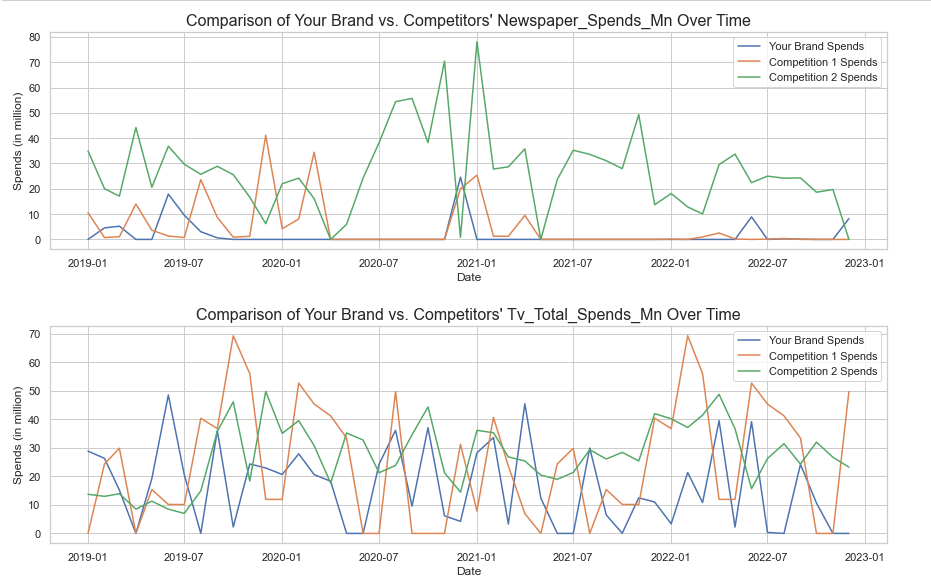 Comparison of Your Brand vs. Competitors' Newspaper_Spends_Mn Over Time
Spends (in million)
80
70
60
50
40
30
20
10
0
Your Brand Spends
Competition 1 Spends
Competition 2 Spends
2019-01 2019-07 2020-01 2020-07 2021-01 2021-07 2022-01 2022-07 2023-01
Date
Comparison of Your Brand vs. Competitors' Tv_Total_Spends_Mn Over Time
Spends (in million)
70
60
50
40
30
20
10
0
Your Brand Spends
Competition 1 Spends
Competition 2 Spends
2019-01 2019-07 2020-01 2020-07 2021-01 2021-07 2022-01 2022-07 2023-01
Date